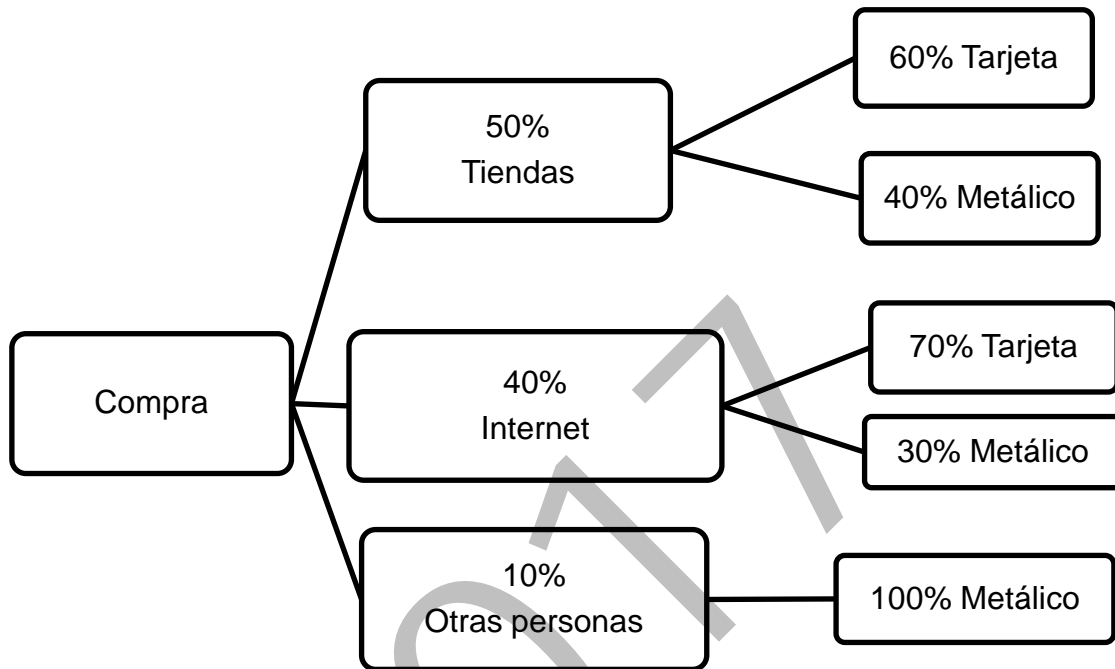 60% Tarjeta
50%
Tiendas
40% Metálico
70% Tarjeta
40%
Internet
Compra
30% Metálico
10%
Otras personas
100% Metálico